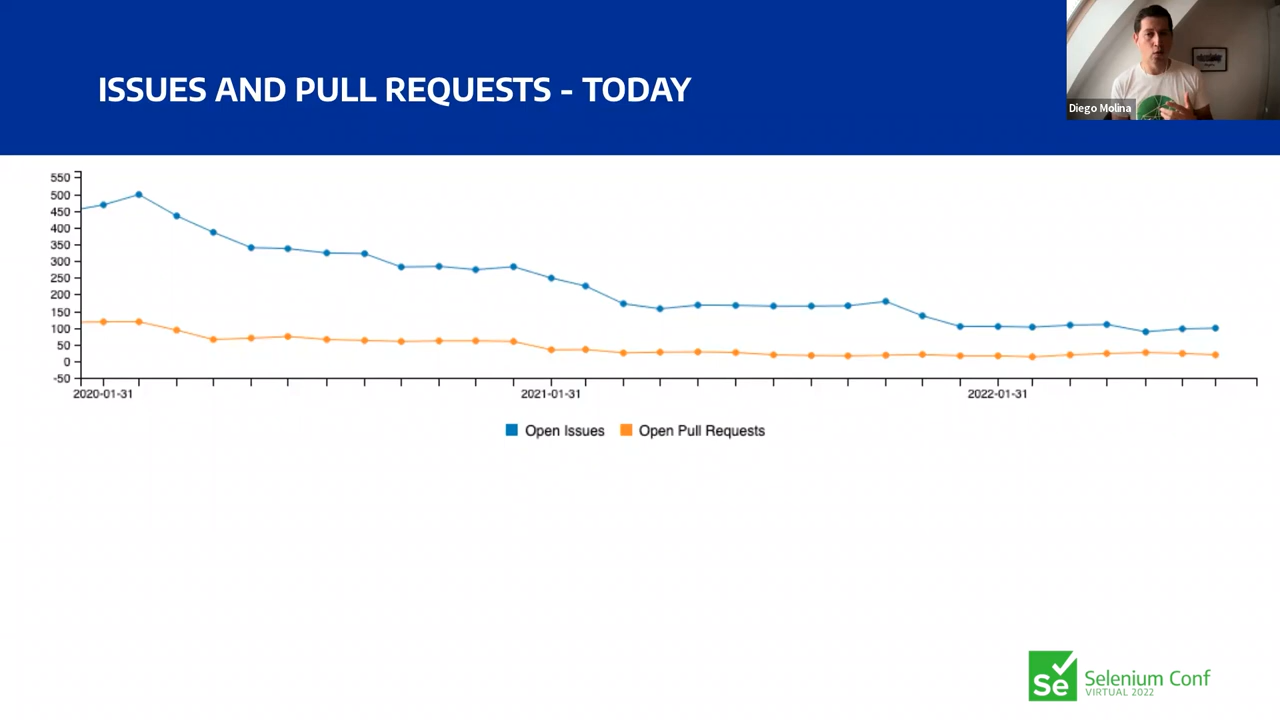 ISSUES AND PULL REQUESTS - TODAY
Diego Molina
550
500
450
400
350
300
250
200
150
100
50
0
-50
2020-01-31
2021-01-31
2022-01-31
Open Issues
Open Pull Requests
Se
Selenium Conf
VIRTUAL 2022